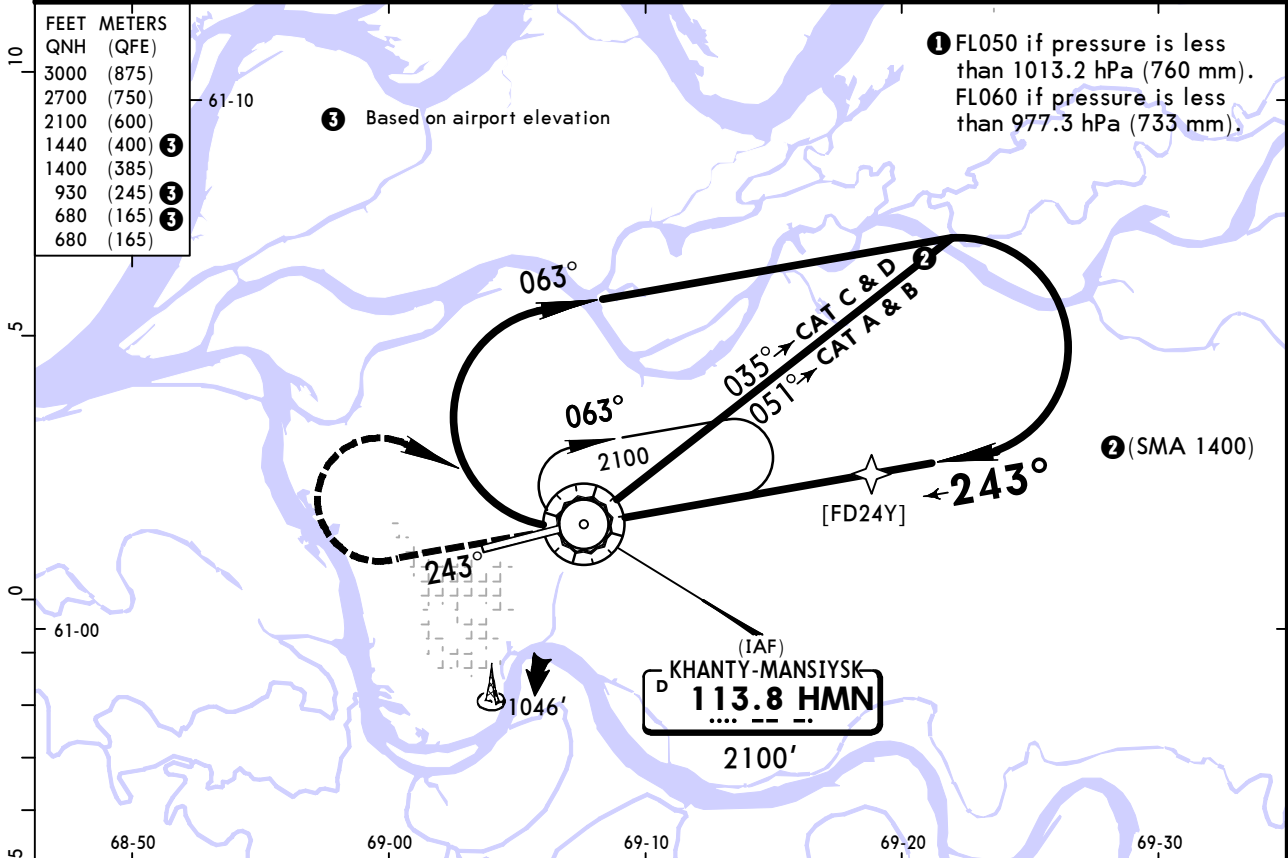 FEET METERS
QNH (QFE)
3000 (875)
2700 (750)
2100 (600)
1440 (400) 3
1400 (385)
930 (245) 3
680 (165) 3
680 (165)
10
61-10
3 Based on airport elevation
1 FL050 if pressure is less
than 1013.2 hPa (760 mm).
FL060 if pressure is less
than 977.3 hPa (733 mm).
063°
2
035° CAT C & D
051° CAT A & B
5
063°
2100
2 (SMA 1400)
243°
[FD24Y]
243°
0
61-00
(IAF)
KHANTY-MANSIYSK
D 113.8 HMN
2100'
1046'
5
68-50
69-00
69-10
69-20
69-30